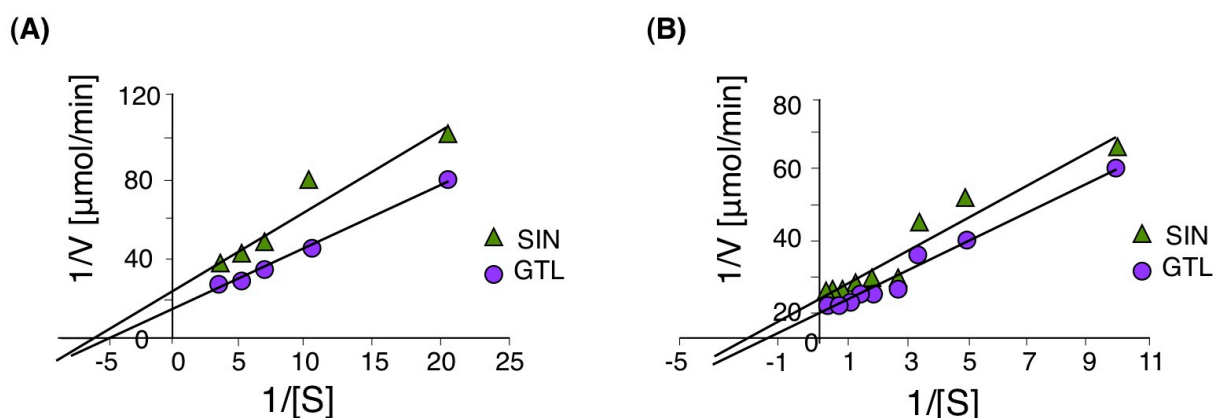 (A)
1/V [µmol/min]
120
80
40
0
-5 0 5 10 15 20 25
1/[S]
SIN
GTL
(B)
1/V [µmol/min]
80
60
40
20
0
-5 -1 1 3 5 7 9 11
1/[S]
SIN
GTL